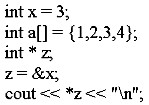 int x = 3;
int a[] = {1,2,3,4};
int * z;
z = &x;
cout << *z << "\n";